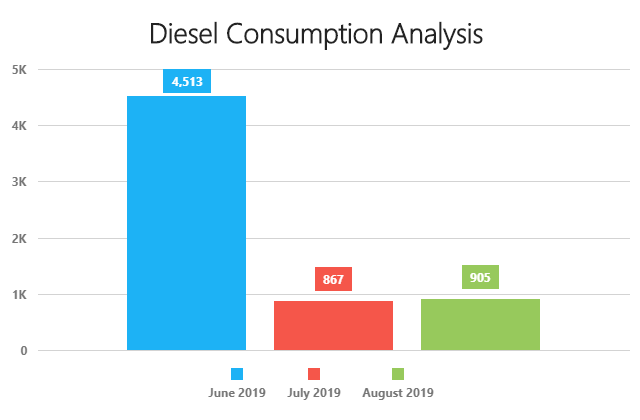 Diesel Consumption Analysis
5K
4,513
4K
3K
2K
867
905
1K
0
June 2019 July 2019 August 2019